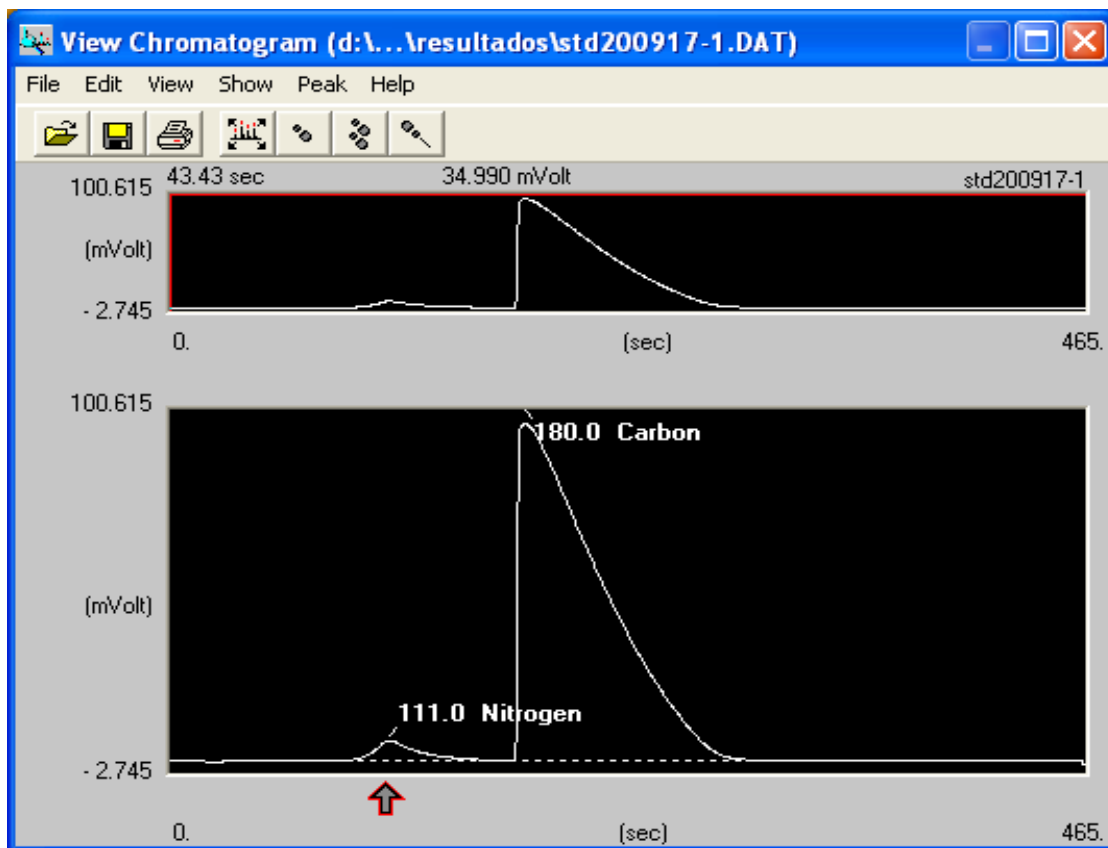 View Chromatogram (d:\...\resultados\std200917-1.DAT)
File Edit View Show Peak Help
100.615 43.43 sec 34.990 mVolt std200917-1
(mVolt)
- 2.745
0. (sec) 465.
100.615
180.0 Carbon
(mVolt)
111.0 Nitrogen
- 2.745
0. (sec) 465.